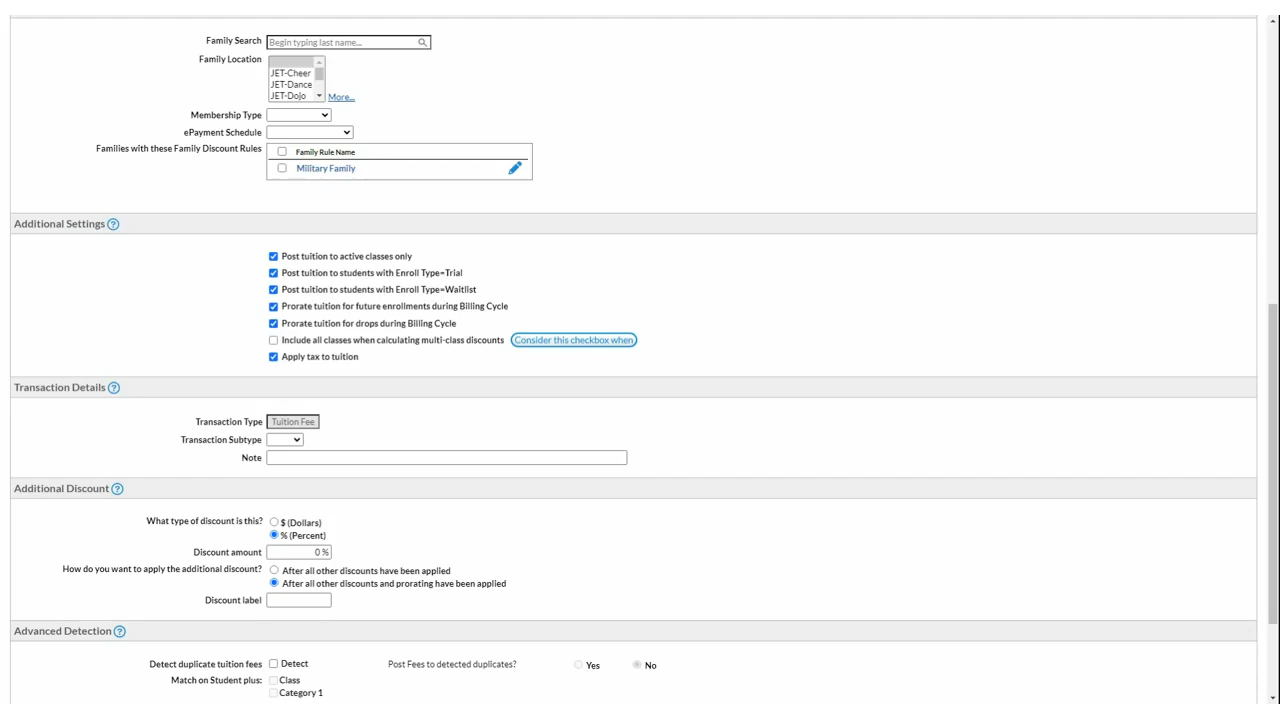 Family Search Begin typing last name...
Family Location
JET-Cheer
JET-Dance
JET-Dojo More...
Membership Type
ePayment Schedule
Families with these Family Discount Rules Family Rule Name
Military Family
Additional Settings ?
Post tuition to active classes only
Post tuition to students with Enroll Type=Trial
Post tuition to students with Enroll Type=Waitlist
Prorate tuition for future enrollments during Billing Cycle
Prorate tuition for drops during Billing Cycle
Include all classes when calculating multi-class discounts Consider this checkbox when
Apply tax to tuition
Transaction Details ?
Transaction Type Tuition Fee
Transaction Subtype
Note
Additional Discount ?
What type of discount is this? $ (Dollars)
% (Percent)
Discount amount 0 %
How do you want to apply the additional discount? After all other discounts have been applied
After all other discounts and prorating have been applied
Discount label
Advanced Detection ?
Detect duplicate tuition fees Detect Post Fees to detected duplicates? Yes No
Match on Student plus: Class
Category 1